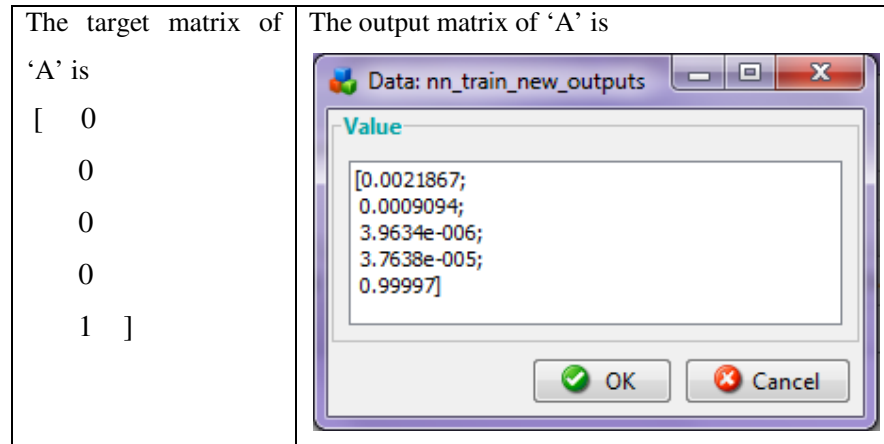 The target matrix of
‘A’ is
[ 0
0
0
0
1 ]
The output matrix of ‘A’ is
Data: nn_train_new_outputs
Value
[0.0021867;
0.0009094;
3.9634e-006;
3.7638e-005;
0.99997]
OK
Cancel